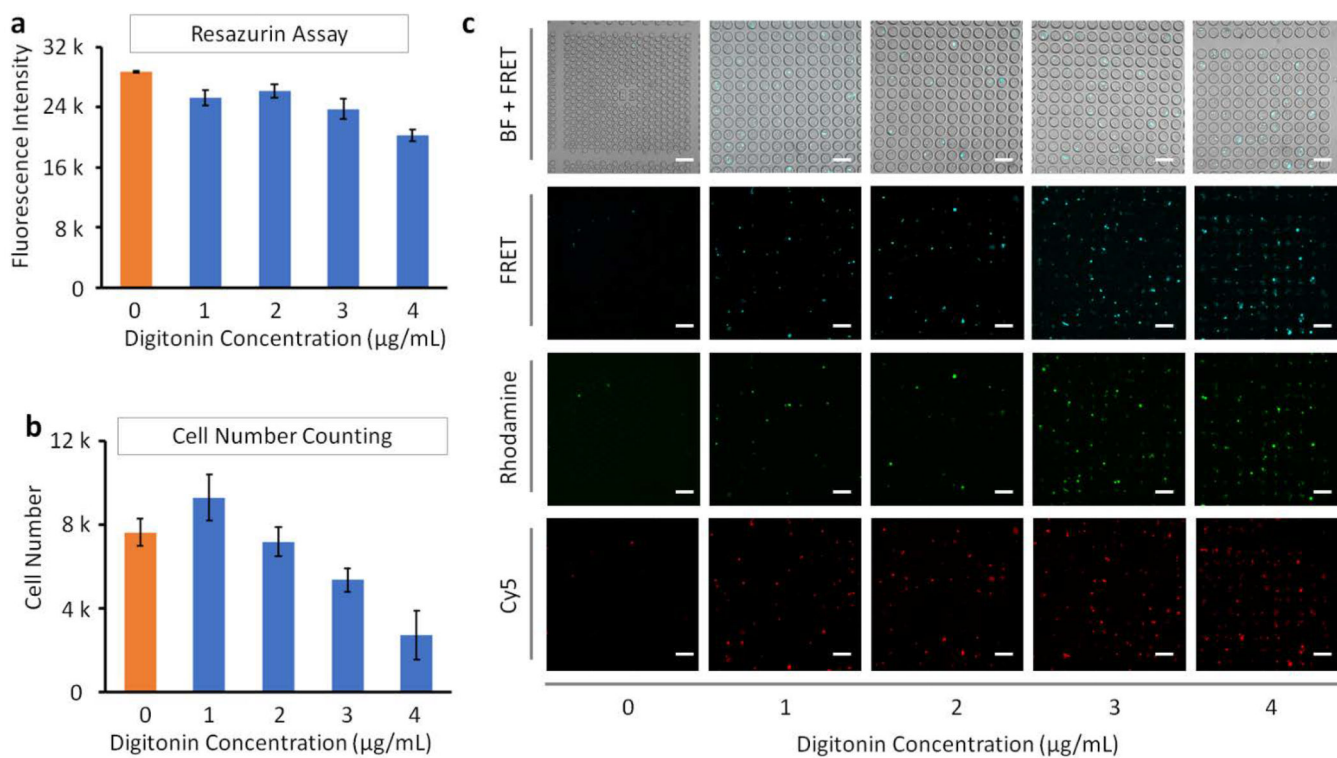 a
Resazurin Assay
32 k
24 k
16 k
8 k
0
Fluorescence Intensity
0 1 2 3 4
Digitonin Concentration (µg/mL)
b
Cell Number Counting
12 k
8 k
4 k
0
Cell Number
0 1 2 3 4
Digitonin Concentration (µg/mL)
c
BF + FRET
FRET
Rhodamine
Cy5
0 1 2 3 4
Digitonin Concentration (µg/mL)